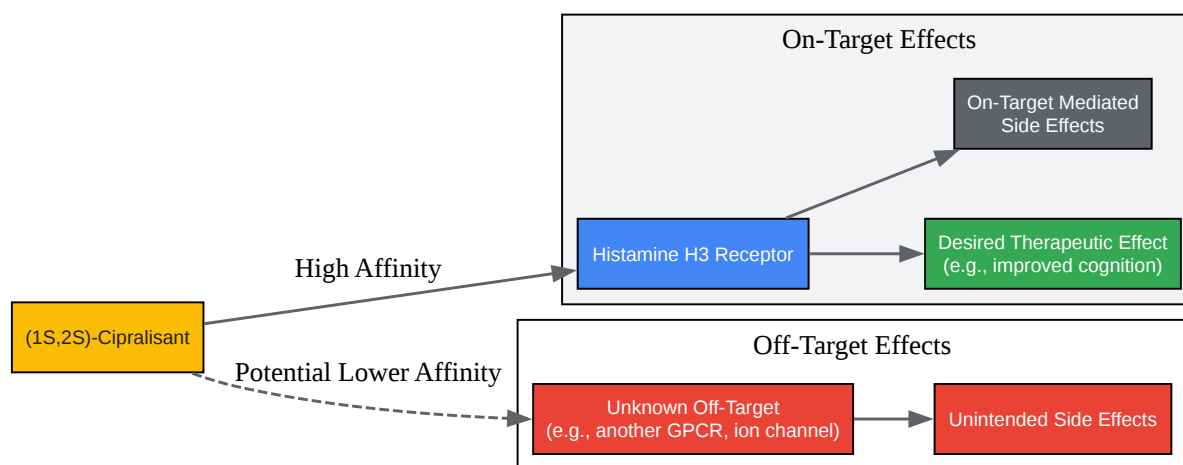 On-Target Effects
On-Target Mediated
Side Effects
Histamine H3 Receptor
Desired Therapeutic Effect
(e.g., improved cognition)
High Affinity
(1S,2S)-Cipralisant
Potential Lower Affinity
Off-Target Effects
Unknown Off-Target
(e.g., another GPCR, ion channel)
Unintended Side Effects